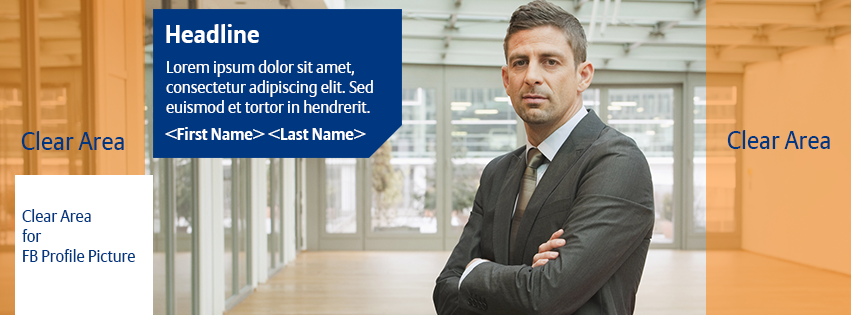 Headline
Lorem ipsum dolor sit amet,
consectetur adipiscing elit. Sed
euismod et tortor in hendrerit.
<First Name> <Last Name>
Clear Area
Clear Area
for
FB Profile Picture
Clear Area